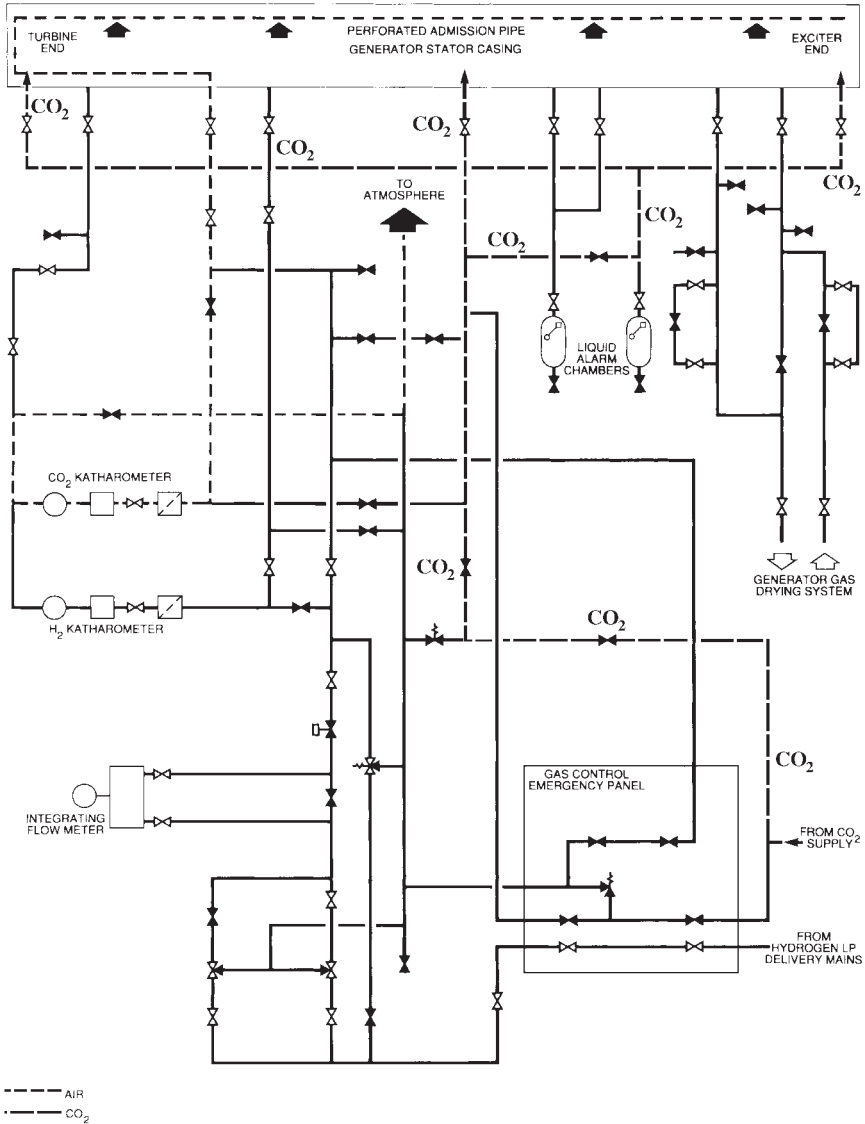 PERFORATED ADMISSION PIPE
GENERATOR STATOR CASING
TURBINE
END
EXCITER
END
CO2
CO2
CO2
CO2
TO
ATMOSPHERE
CO2
CO2
LIQUID
ALARM
CHAMBERS
CO2 KATHAROMETER
CO2
GENERATOR GAS
DRYING SYSTEM
H2 KATHAROMETER
CO2
CO2
GAS CONTROL
EMERGENCY PANEL
INTEGRATING
FLOW METER
FROM CO2
SUPPLY
FROM
HYDROGEN LP
DELIVERY MAINS
AIR
CO2